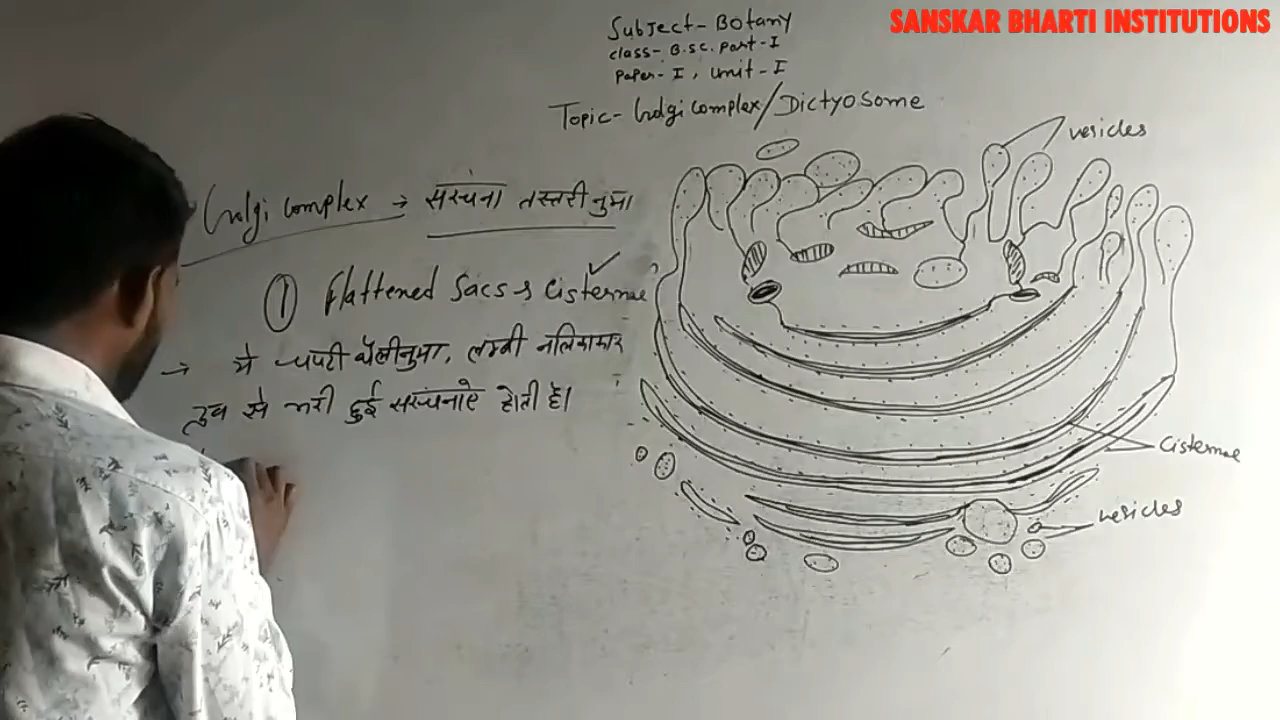 SANSKAR BHARTI INSTITUTIONS
Subject- Botany
class- B.sc. Part-I
Paper-I, Unit-I
Topic- Golgi complex/Dictyosome
vesicles
Golgi complex → संरचना तस्तरीनुमा
① Flattened Sacs → Cisternae ✓
→ ये चपटी थैलीनुमा, लम्बी नलिकाकार
द्रव से भरी हुई संरचनाऐ होती है।
Cisternae
vesicles